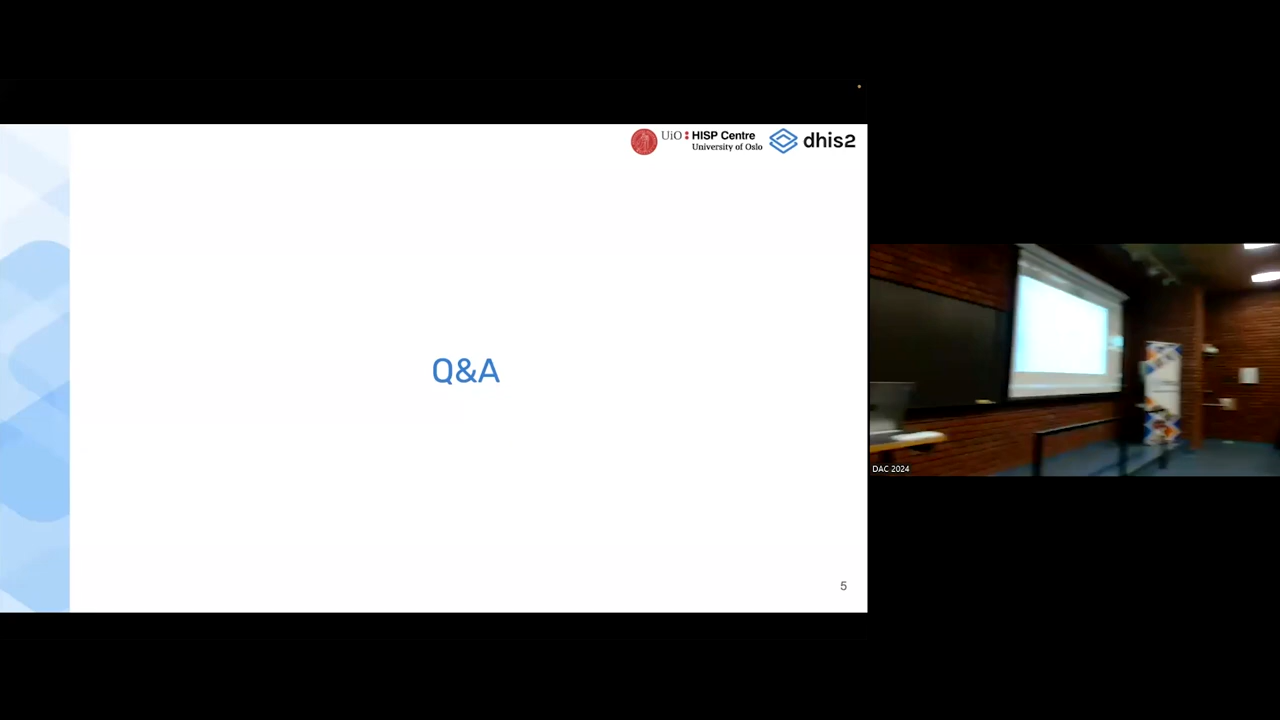 UiO : HISP Centre
University of Oslo
dhis2
Q&A
5
DAC 2024